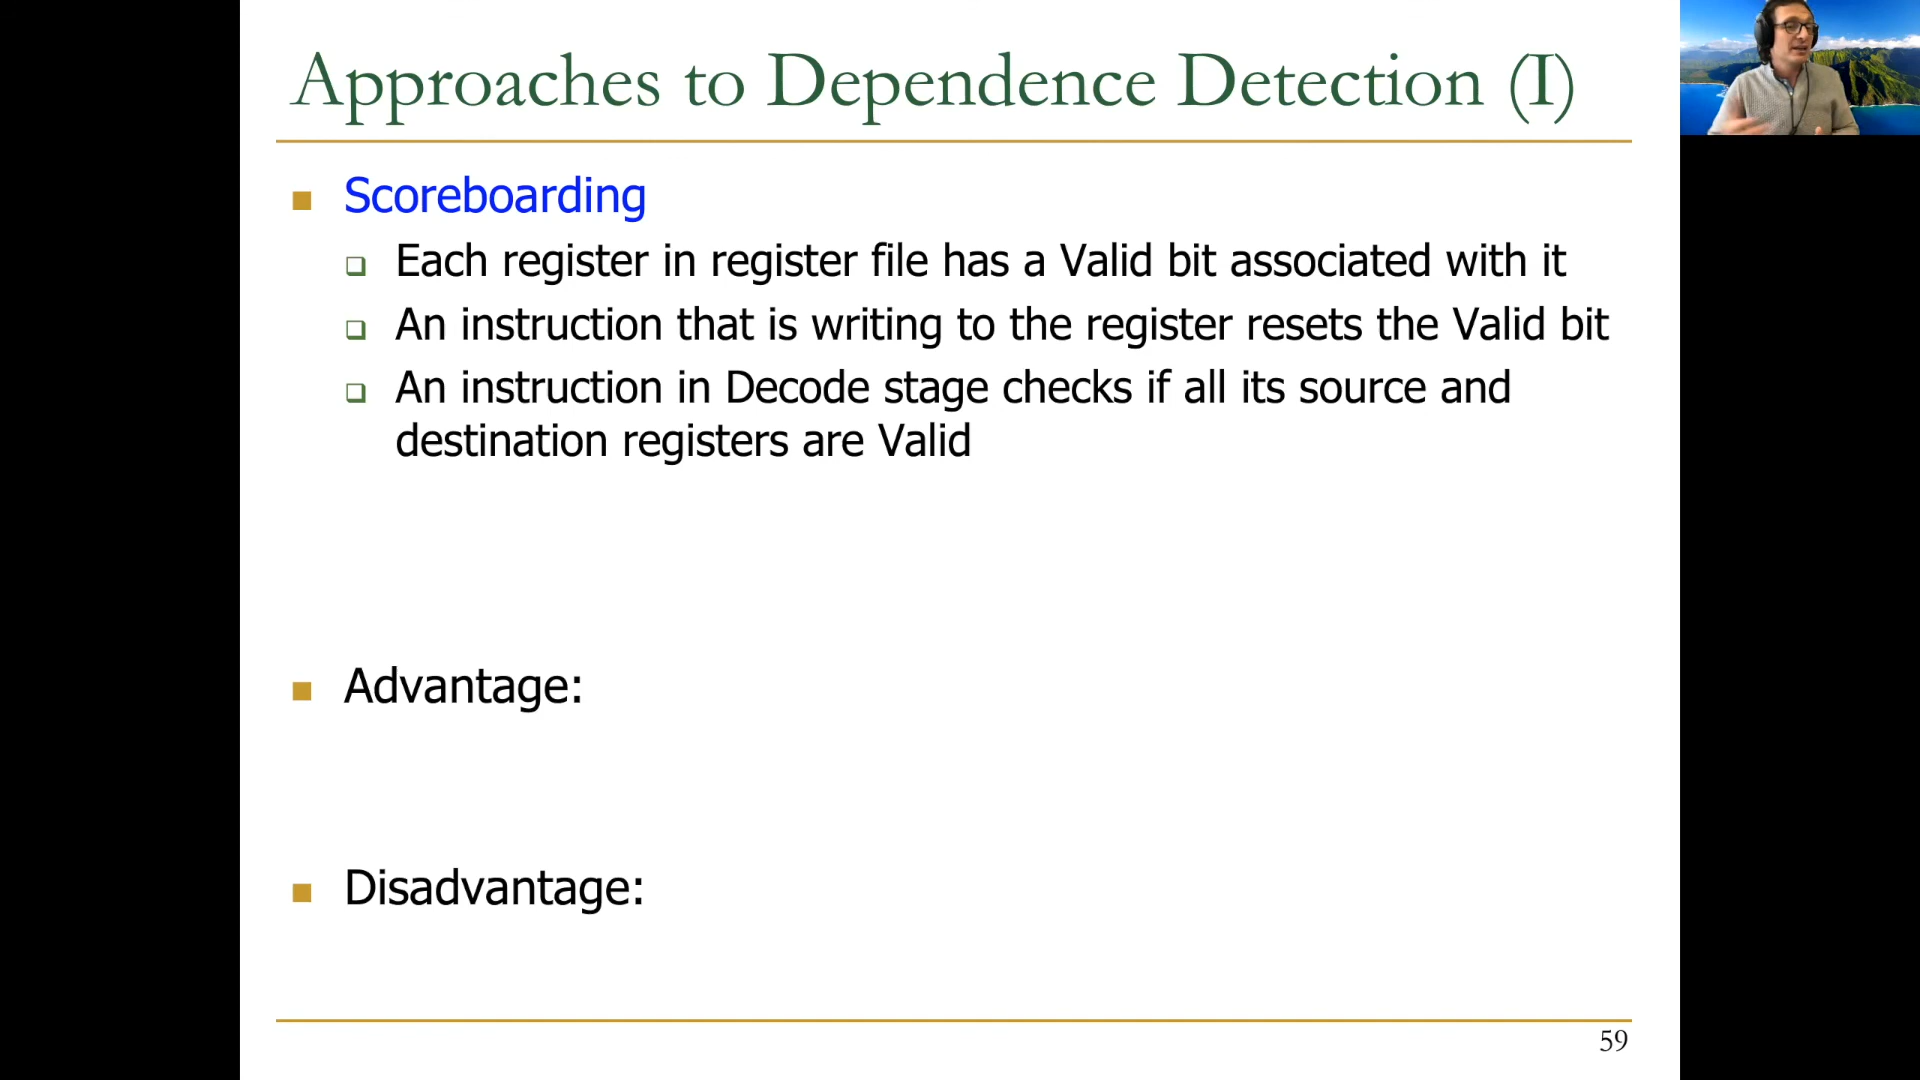 Approaches to Dependence Detection (I)
Scoreboarding
Each register in register file has a Valid bit associated with it
An instruction that is writing to the register resets the Valid bit
An instruction in Decode stage checks if all its source and
destination registers are Valid
Advantage:
Disadvantage:
59